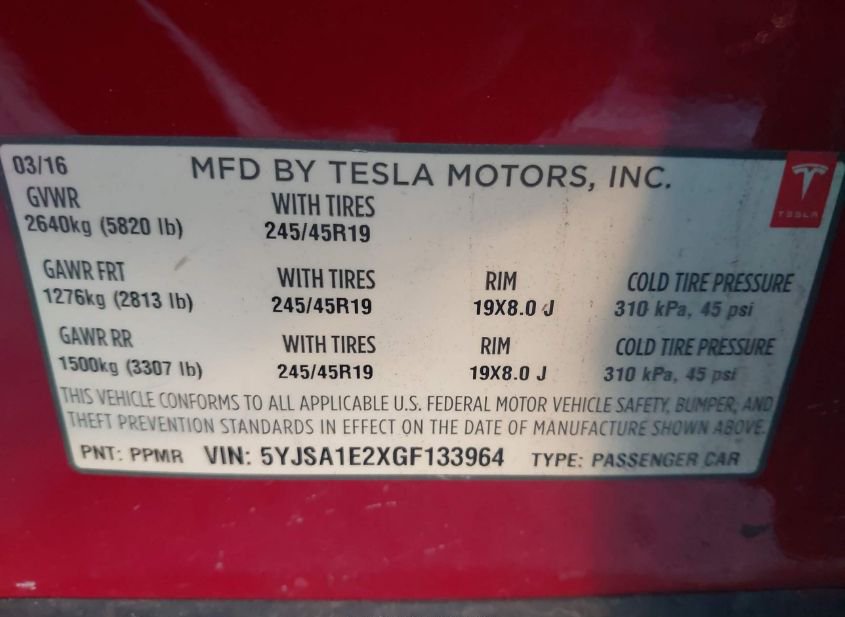 03/16
MFD BY TESLA MOTORS, INC.
TESLA
GVWR WITH TIRES
2640kg (5820 lb) 245/45R19
GAWR FRT WITH TIRES RIM COLD TIRE PRESSURE
1276kg (2813 lb) 245/45R19 19X8.0 J 310 kPa, 45 psi
GAWR RR WITH TIRES RIM COLD TIRE PRESSURE
1500kg (3307 lb) 245/45R19 19X8.0 J 310 kPa, 45 psi
THIS VEHICLE CONFORMS TO ALL APPLICABLE U.S. FEDERAL MOTOR VEHICLE SAFETY, BUMPER, AND
THEFT PREVENTION STANDARDS IN EFFECT ON THE DATE OF MANUFACTURE SHOWN ABOVE.
PNT: PPMR VIN: 5YJSA1E2XGF133964 TYPE: PASSENGER CAR